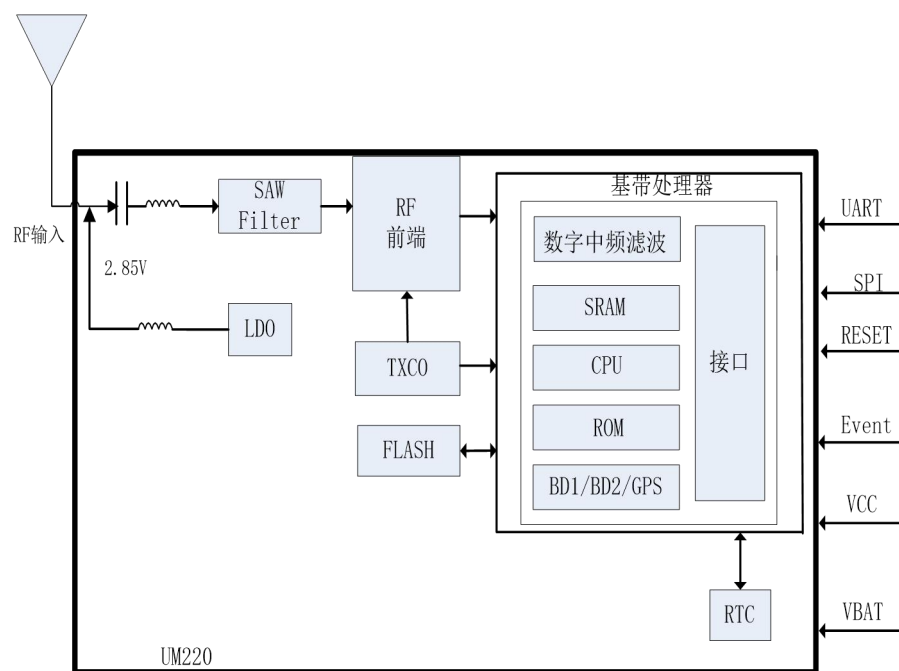 RF输入
2.85V
SAW
Filter
LDO
RF
前端
TXCO
FLASH
基带处理器
数字中频滤波
SRAM
CPU
ROM
BD1/BD2/GPS
接口
RTC
UART
SPI
RESET
Event
VCC
VBAT
UM220